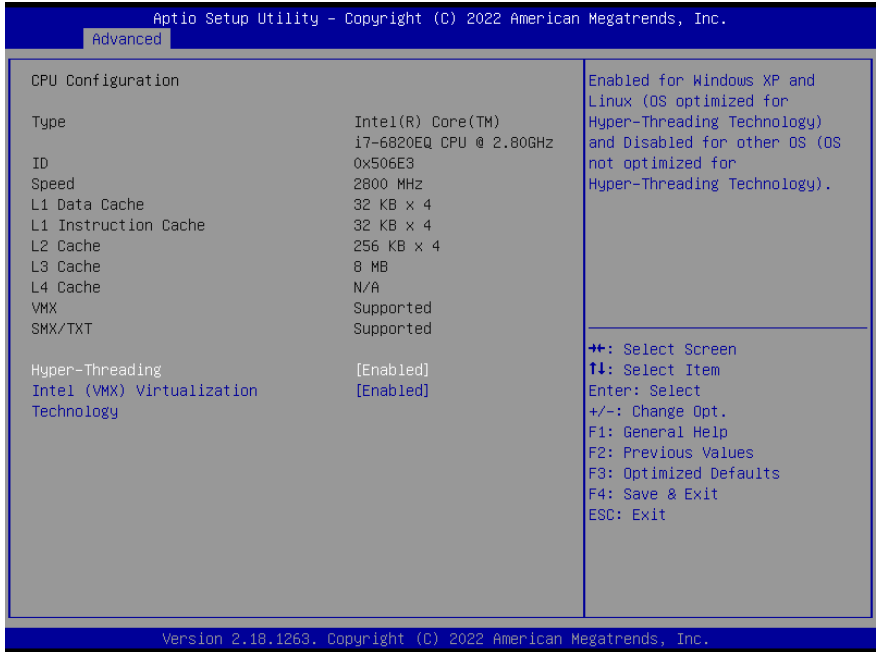 Aptio Setup Utility – Copyright (C) 2022 American Megatrends, Inc.
Advanced
CPU Configuration
Type Intel(R) Core(TM)
i7-6820EQ CPU @ 2.80GHz
ID 0x506E3
Speed 2800 MHz
L1 Data Cache 32 KB x 4
L1 Instruction Cache 32 KB x 4
L2 Cache 256 KB x 4
L3 Cache 8 MB
L4 Cache N/A
VMX Supported
SMX/TXT Supported
Hyper-Threading [Enabled]
Intel (VMX) Virtualization [Enabled]
Technology
Enabled for Windows XP and
Linux (OS optimized for
Hyper-Threading Technology)
and Disabled for other OS (OS
not optimized for
Hyper-Threading Technology).
→←: Select Screen
↑↓: Select Item
Enter: Select
+/-: Change Opt.
F1: General Help
F2: Previous Values
F3: Optimized Defaults
F4: Save & Exit
ESC: Exit
Version 2.18.1263. Copyright (C) 2022 American Megatrends, Inc.